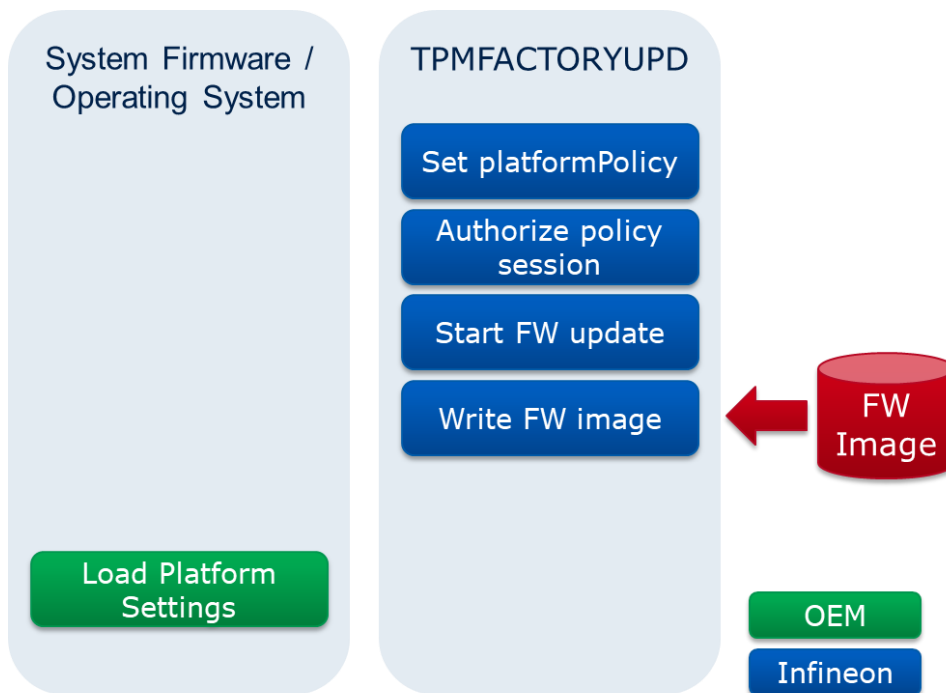 System Firmware /
Operating System
TPMFACTORYUPD
Set platformPolicy
Authorize policy
session
Start FW update
Write FW image
FW
Image
Load Platform
Settings
OEM
Infineon